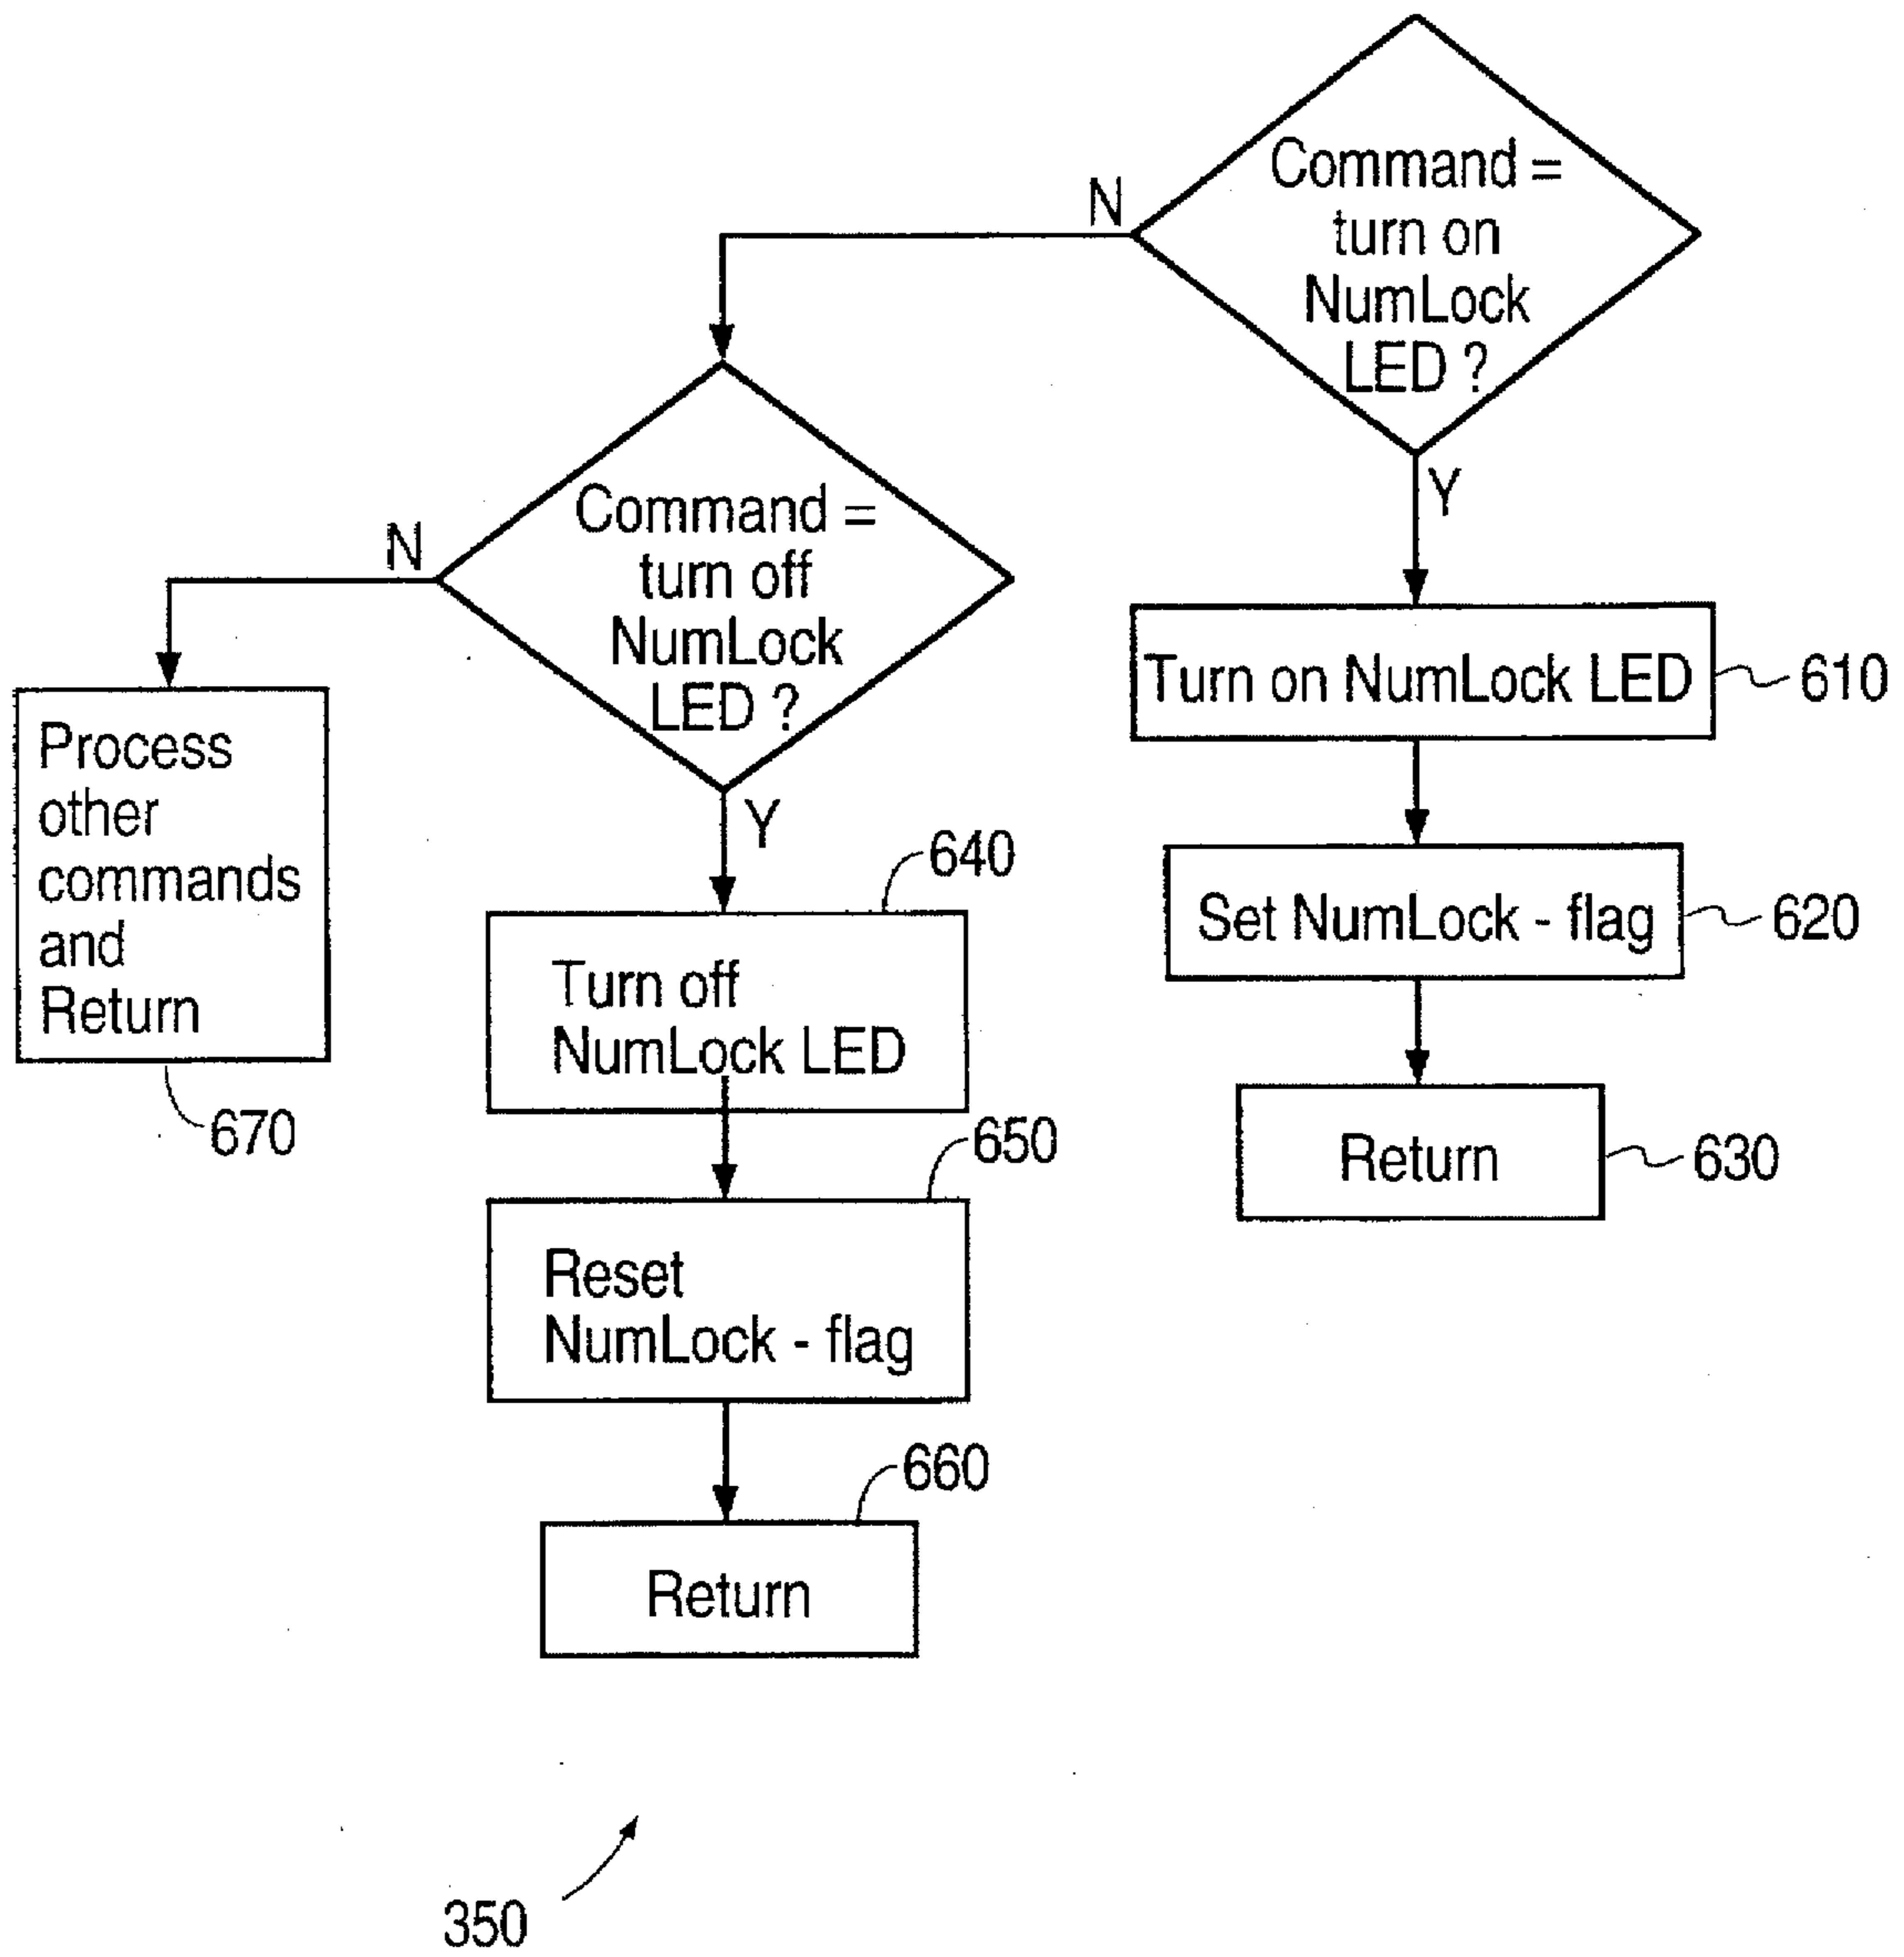 Command =
turn on
NumLock
LED ?
N
Y
Command =
turn off
NumLock
LED ?
N
Y
Turn on NumLock LED
610
Set NumLock - flag
620
Return
630
Process
other
commands
and
Return
670
640
Turn off
NumLock LED
650
Reset
NumLock - flag
660
Return
350